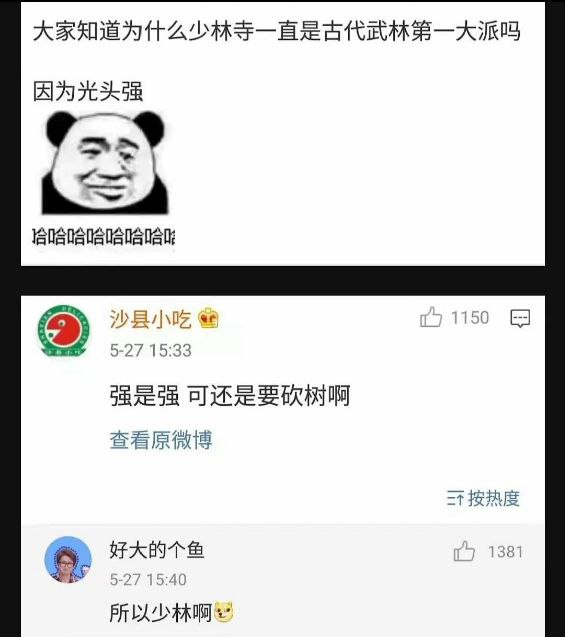 大家知道为什么少林寺一直是古代武林第一大派吗
因为光头强
哈哈哈哈哈哈哈哈
沙县小吃
1150
5-27 15:33
强是强 可还是要砍树啊
查看原微博
按热度
好大的个鱼
1381
5-27 15:40
所以少林啊